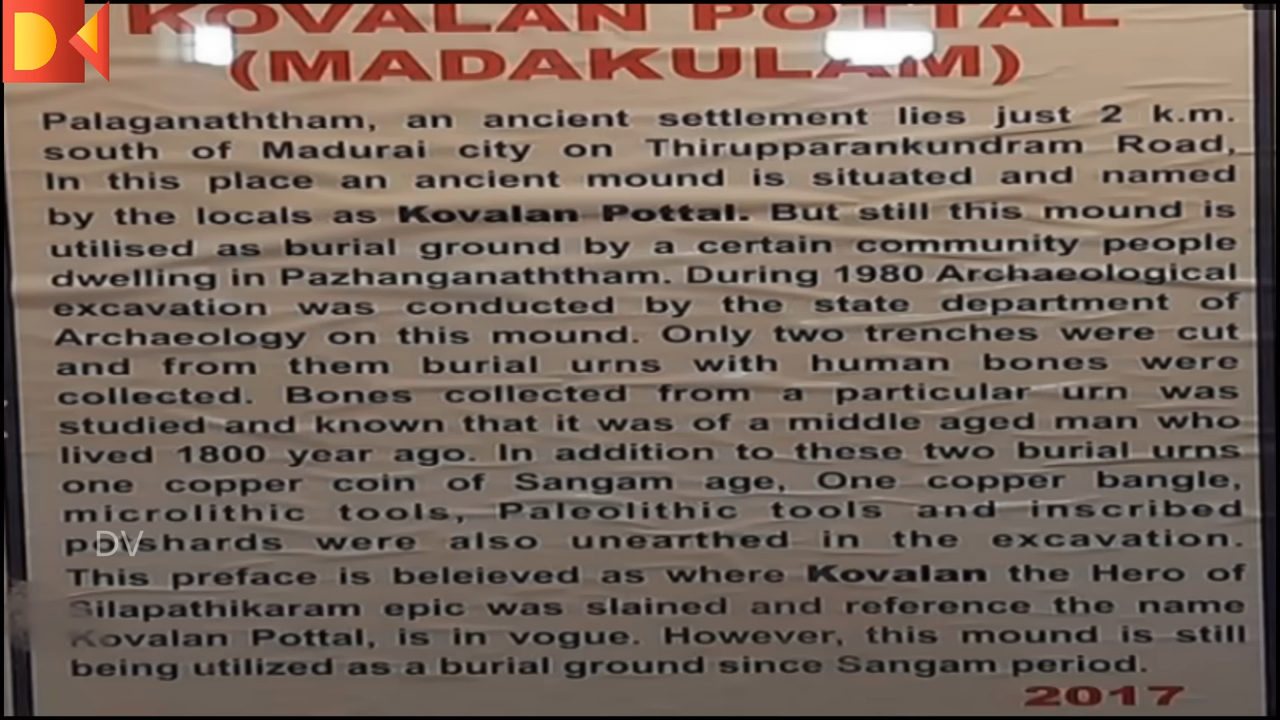 KOVALAN POTTAL
(MADAKULAM)
Palaganaththam, an ancient settlement lies just 2 k.m.
south of Madurai city on Thirupparankundram Road,
In this place an ancient mound is situated and named
by the locals as Kovalan Pottal. But still this mound is
utilised as burial ground by a certain community people
dwelling in Pazhanganaththam. During 1980 Archaeological
excavation was conducted by the state department of
Archaeology on this mound. Only two trenches were cut
and from them burial urns with human bones were
collected. Bones collected from a particular urn was
studied and known that it was of a middle aged man who
lived 1800 year ago. In addition to these two burial urns
one copper coin of Sangam age, One copper bangle,
microlithic tools, Paleolithic tools and inscribed
were also unearthed in the excavation.
DV
This preface is beleieved as where Kovalan the Hero of
Silapathikaram epic was slained and reference the name
Kovalan Pottal, is in vogue. However, this mound is still
being utilized as a burial ground since Sangam period.
2017